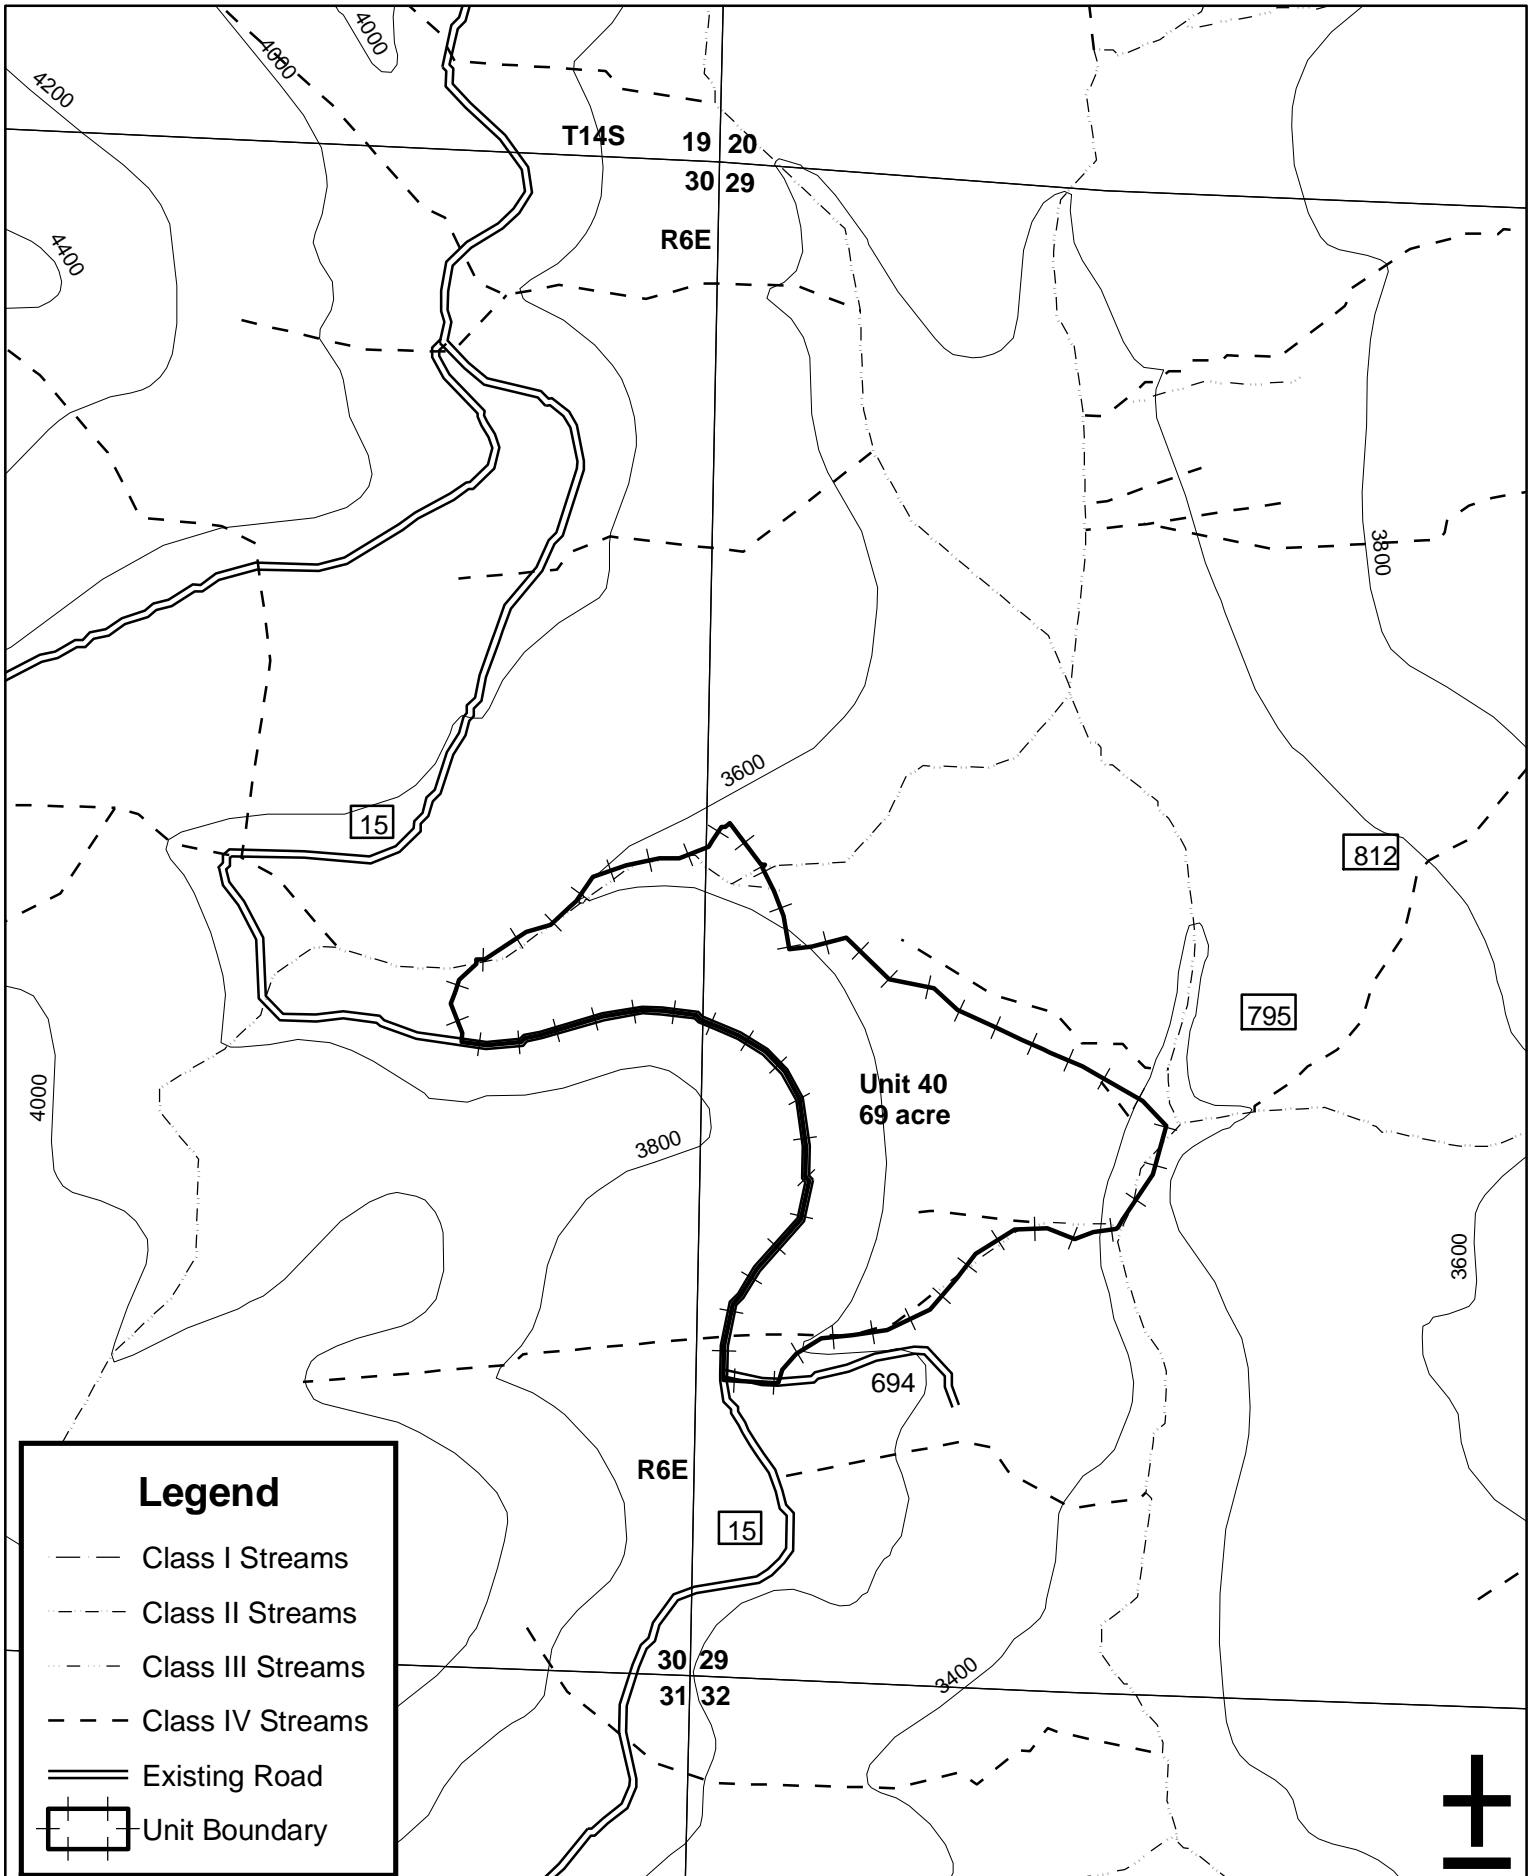 4000
4000
4200
T14S
19 20
30 29
R6E
4400
3800
3600
15
812
795
Unit 40
69 acre
4000
3800
3600
694
R6E
15
Legend
Class I Streams
Class II Streams
Class III Streams
Class IV Streams
Existing Road
Unit Boundary
30 29
31 32
3400